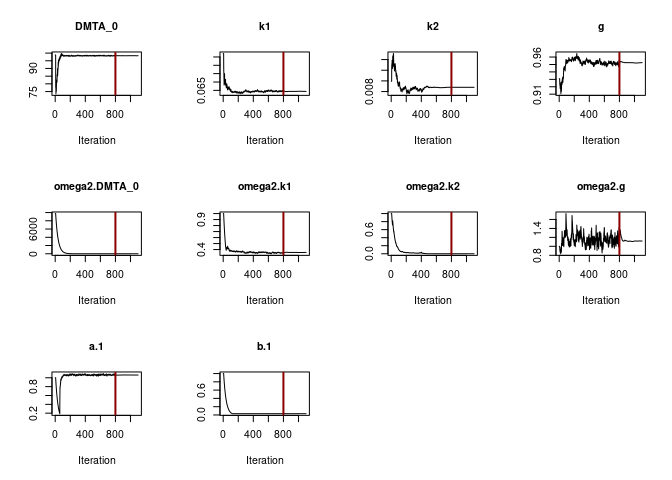 DMTA_0
75 90
0 400 800
Iteration
k1
0.065
0 400 800
Iteration
k2
0.008
0 400 800
Iteration
g
0.91 0.96
0 400 800
Iteration
omega2.DMTA_0
0 6000
0 400 800
Iteration
omega2.k1
0.4 0.9
0 400 800
Iteration
omega2.k2
0.0 0.6
0 400 800
Iteration
omega2.g
0.8 1.4
0 400 800
Iteration
a.1
0.2 0.8
0 400 800
Iteration
b.1
0.0 0.6
0 400 800
Iteration